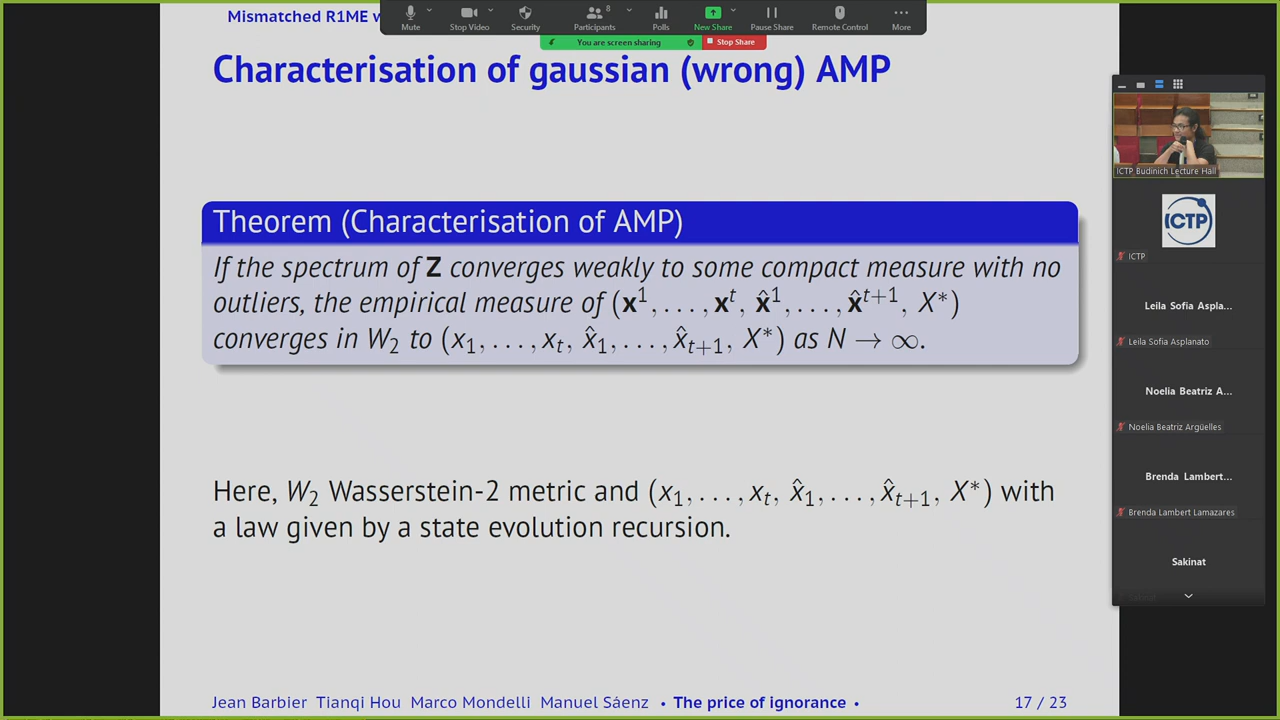 Mismatched R1ME w
Mute
Stop Video
Security
8
Participants
Polls
New Share
Pause Share
Remote Control
More
You are screen sharing
Stop Share
Characterisation of gaussian (wrong) AMP
Theorem (Characterisation of AMP)
If the spectrum of Z converges weakly to some compact measure with no
outliers, the empirical measure of (x¹, . . . , xᵗ, x̂¹, . . . , x̂ᵗ⁺¹, X*)
converges in W₂ to (x₁, . . . , xₜ, x̂₁, . . . , x̂ₜ₊₁, X*) as N → ∞.
Here, W₂ Wasserstein-2 metric and (x₁, . . . , xₜ, x̂₁, . . . , x̂ₜ₊₁, X*) with
a law given by a state evolution recursion.
Jean Barbier Tianqi Hou Marco Mondelli Manuel Sáenz • The price of ignorance •
17 / 23
ICTP Budinich Lecture Hall
ICTP
ICTP
Leila Sofia Aspla...
Leila Sofia Asplanato
Noelia Beatriz A...
Noelia Beatriz Argüelles
Brenda Lambert...
Brenda Lambert Lamazares
Sakinat